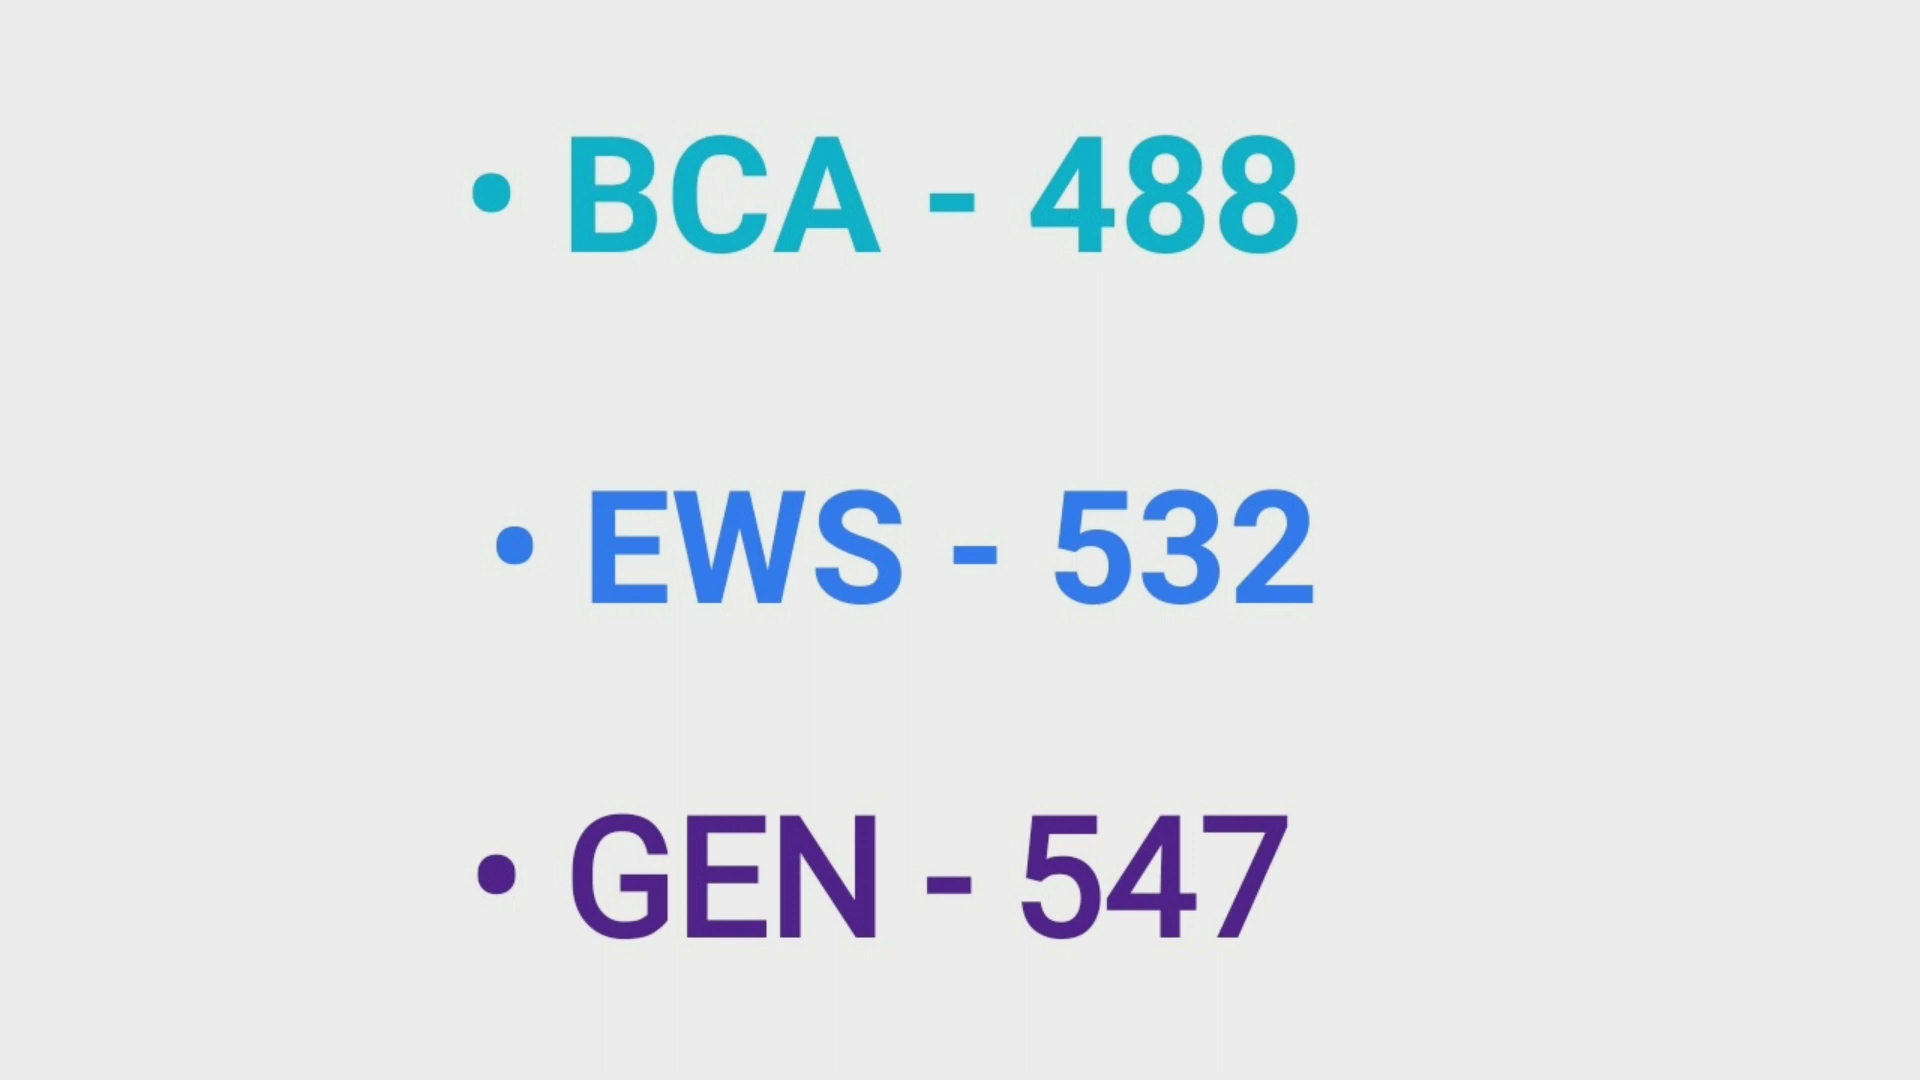 • BCA - 488
• EWS - 532
• GEN - 547